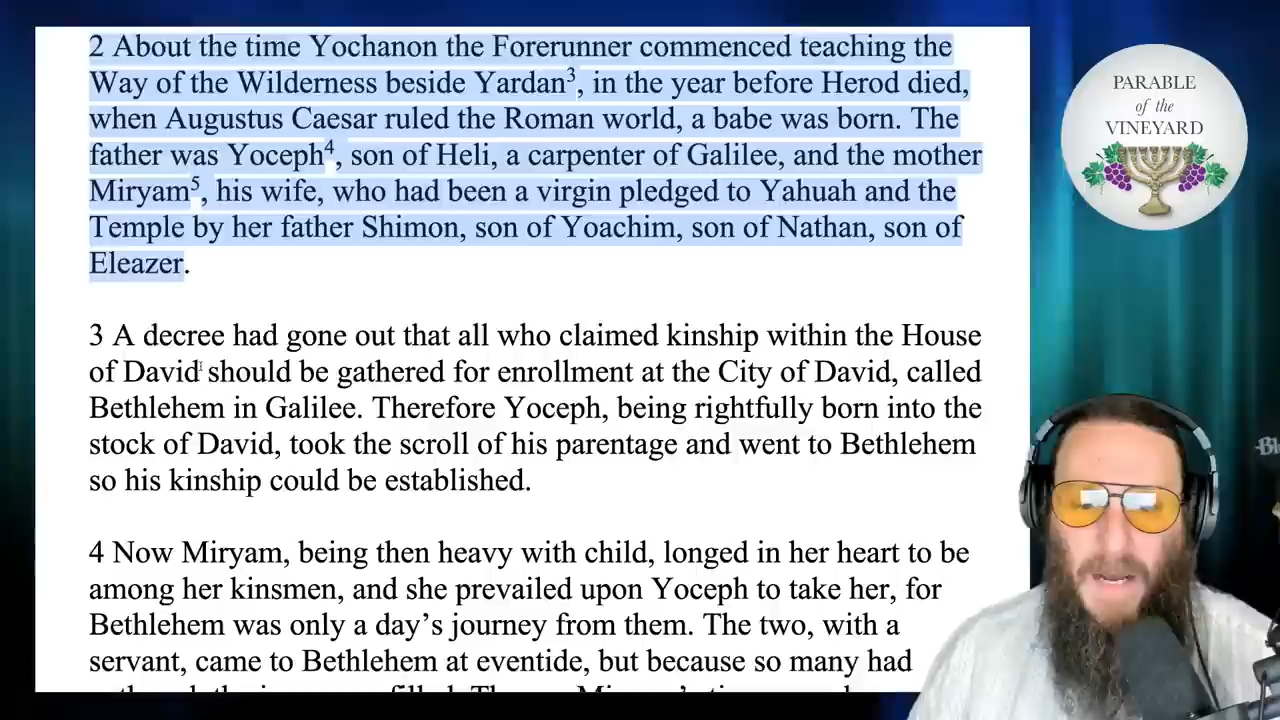 2 About the time Yochanon the Forerunner commenced teaching the
Way of the Wilderness beside Yardan³, in the year before Herod died,
when Augustus Caesar ruled the Roman world, a babe was born. The
father was Yoceph⁴, son of Heli, a carpenter of Galilee, and the mother
Miryam⁵, his wife, who had been a virgin pledged to Yahuah and the
Temple by her father Shimon, son of Yoachim, son of Nathan, son of
Eleazer.
3 A decree had gone out that all who claimed kinship within the House
of David should be gathered for enrollment at the City of David, called
Bethlehem in Galilee. Therefore Yoceph, being rightfully born into the
stock of David, took the scroll of his parentage and went to Bethlehem
so his kinship could be established.
4 Now Miryam, being then heavy with child, longed in her heart to be
among her kinsmen, and she prevailed upon Yoceph to take her, for
Bethlehem was only a day’s journey from them. The two, with a
servant, came to Bethlehem at eventide, but because so many had
PARABLE
of the
VINEYARD